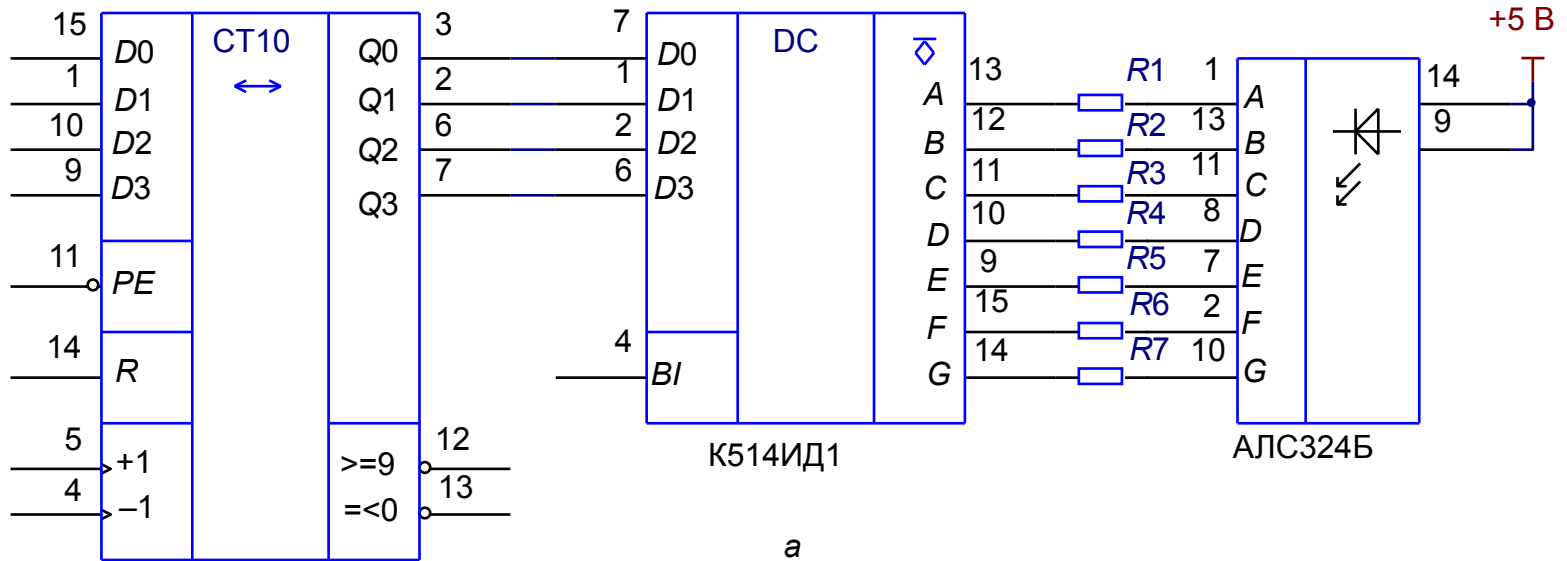 +5 В
15 D0 CT10 Q0 3 7 D0 DC
1 D1 Q1 2 1 D1 A 13 R1 1 A 14
10 D2 Q2 6 2 D2 B 12 R2 13 B 9
9 D3 Q3 7 6 D3 C 11 R3 11 C
D 10 R4 8 D
11 PE E 9 R5 7 E
F 15 R6 2 F
14 R 4 BI G 14 R7 10 G
5 +1 >=9 12 К514ИД1 АЛС324Б
4 –1 =<0 13
а